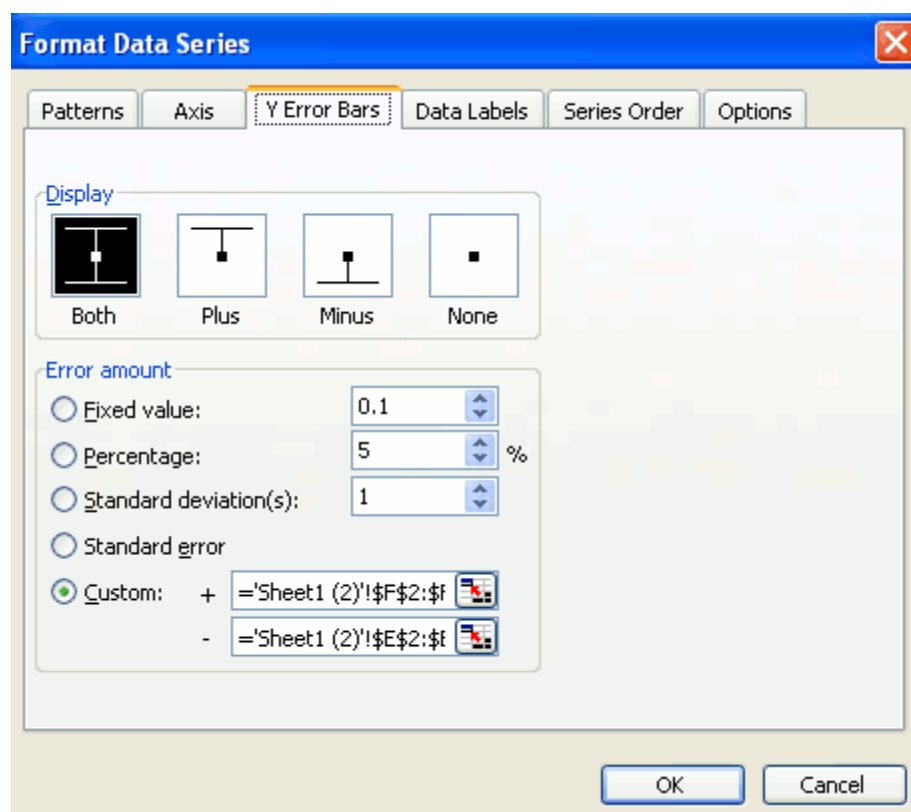 Format Data Series
Patterns Axis Y Error Bars Data Labels Series Order Options
Display
Both Plus Minus None
Error amount
Fixed value: 0.1
Percentage: 5 %
Standard deviation(s): 1
Standard error
Custom: + ='Sheet1 (2)'!$F$2:$F
- ='Sheet1 (2)'!$E$2:$E
OK Cancel